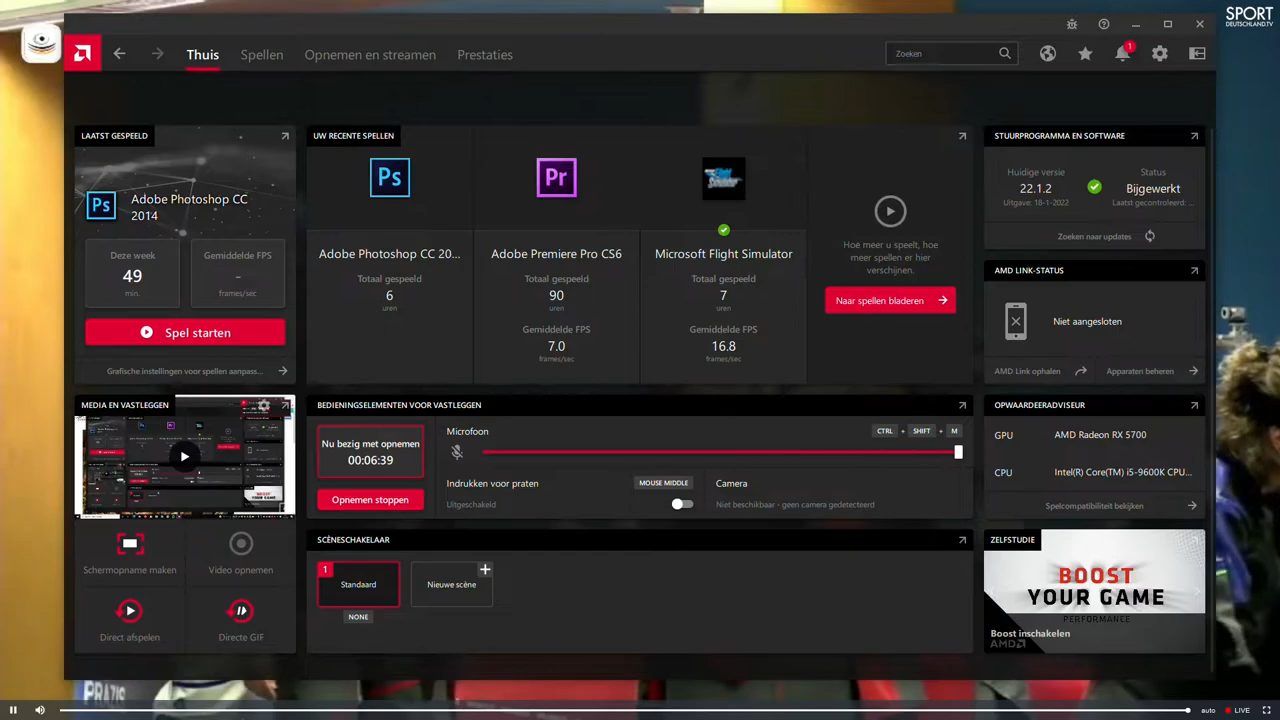 SPORT
DEUTSCHLAND.TV
Thuis
Spellen
Opnemen en streamen
Prestaties
Zoeken
1
LAATST GESPEELD
Ps
Adobe Photoshop CC
2014
Deze week
49
min.
Gemiddelde FPS
–
frames/sec
Spel starten
Grafische instellingen voor spellen aanpass...
UW RECENTE SPELLEN
Ps
Adobe Photoshop CC 20...
Totaal gespeeld
6
uren
Pr
Adobe Premiere Pro CS6
Totaal gespeeld
90
uren
Gemiddelde FPS
7.0
frames/sec
Microsoft Flight Simulator
Totaal gespeeld
7
uren
Gemiddelde FPS
16.8
frames/sec
Hoe meer u speelt, hoe
meer spellen er hier
verschijnen.
Naar spellen bladeren
STUURPROGRAMMA EN SOFTWARE
Huidige versie
22.1.2
Uitgave: 18-1-2022
Status
Bijgewerkt
Laatst gecontroleerd: ...
Zoeken naar updates
AMD LINK-STATUS
Niet aangesloten
AMD Link ophalen
Apparaten beheren
MEDIA EN VASTLEGGEN
BOOST
YOUR GAME
Schermopname maken
Video opnemen
Direct afspelen
Directe GIF
BEDIENINGSELEMENTEN VOOR VASTLEGGEN
Nu bezig met opnemen
00:06:39
Opnemen stoppen
Microfoon
CTRL + SHIFT + M
Indrukken voor praten
MOUSE MIDDLE
Uitgeschakeld
Camera
Niet beschikbaar - geen camera gedetecteerd
SCÈNESCHAKELAAR
1
Standaard
NONE
Nieuwe scène
OPWAARDEERADVISEUR
GPU
AMD Radeon RX 5700
CPU
Intel(R) Core(TM) i5-9600K CPU...
Spelcompatibiliteit bekijken
ZELFSTUDIE
BOOST
YOUR GAME
PERFORMANCE
Boost inschakelen
AMD
PRAXIS
auto
LIVE